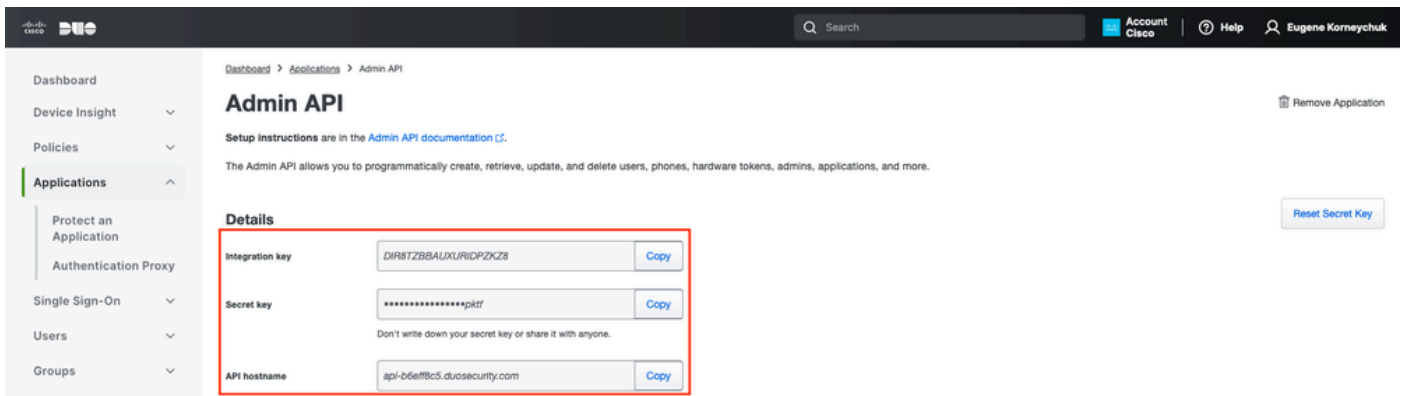 cisco DUO Search Account Cisco Help Eugene Korneychuk
Dashboard
Device Insight
Policies
Applications
Protect an
Application
Authentication Proxy
Single Sign-On
Users
Groups
Dashboard > Applications > Admin API
Admin API
Remove Application
Setup instructions are in the Admin API documentation.
The Admin API allows you to programmatically create, retrieve, update, and delete users, phones, hardware tokens, admins, applications, and more.
Reset Secret Key
Details
Integration key DIR8TZBBAUXURIDPZKZ8 Copy
Secret key ••••••••••••••••pktf Copy
Don't write down your secret key or share it with anyone.
API hostname api-b6eff8c5.duosecurity.com Copy